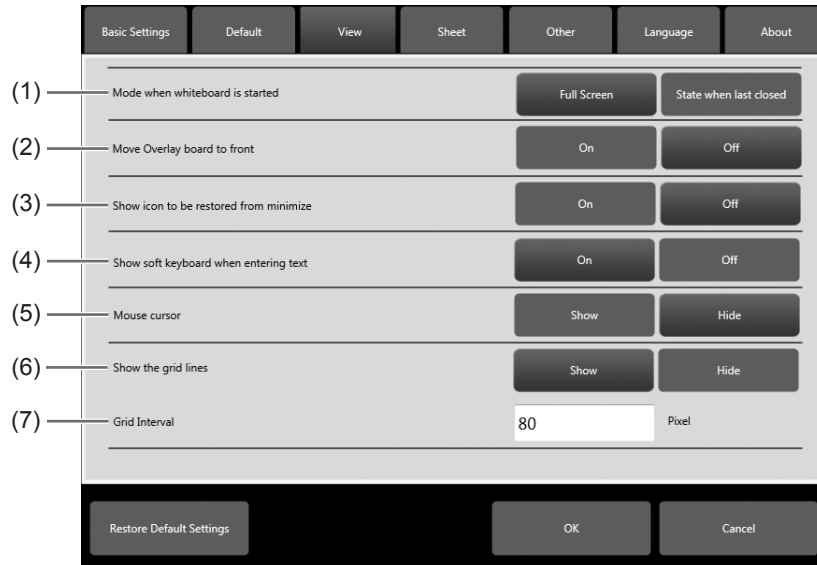 Basic Settings Default View Sheet Other Language About
(1) Mode when whiteboard is started Full Screen State when last closed
(2) Move Overlay board to front On Off
(3) Show icon to be restored from minimize On Off
(4) Show soft keyboard when entering text On Off
(5) Mouse cursor Show Hide
(6) Show the grid lines Show Hide
(7) Grid Interval 80 Pixel
Restore Default Settings OK Cancel